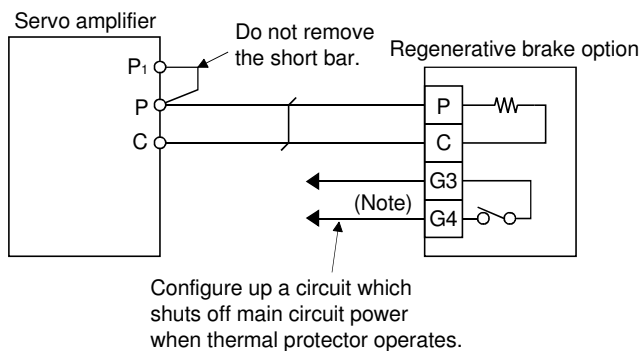 Servo amplifier
Do not remove
the short bar.
Regenerative brake option
P1
P
C
P
C
G3
G4
(Note)
Configure up a circuit which
shuts off main circuit power
when thermal protector operates.